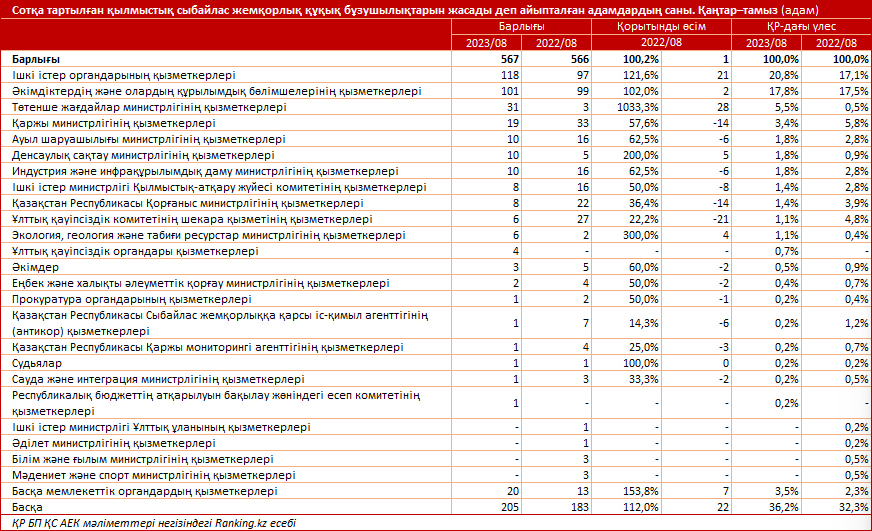 Сотқа тартылған қылмыстық сыбайлас жемқорлық құқық бұзушылықтарын жасады деп айыпталған адамдардың саны. Қаңтар–тамыз (адам)
Барлығы Қорытынды өсім ҚР-дағы үлес
2023/08 2022/08 2022/08 2023/08 2022/08
Барлығы 567 566 100,2% 1 100,0% 100,0%
Ішкі істер органдарының қызметкерлері 118 97 121,6% 21 20,8% 17,1%
Әкімдіктердің және олардың құрылымдық бөлімшелерінің қызметкерлері 101 99 102,0% 2 17,8% 17,5%
Төтенше жағдайлар министрлігінің қызметкерлері 31 3 1033,3% 28 5,5% 0,5%
Қаржы министрлігінің қызметкерлері 19 33 57,6% -14 3,4% 5,8%
Ауыл шаруашылығы министрлігінің қызметкерлері 10 16 62,5% -6 1,8% 2,8%
Денсаулық сақтау министрлігінің қызметкерлері 10 5 200,0% 5 1,8% 0,9%
Индустрия және инфрақұрылымдық даму министрлігінің қызметкерлері 10 16 62,5% -6 1,8% 2,8%
Ішкі істер министрлігі Қылмыстық-атқару жүйесі комитетінің қызметкерлері 8 16 50,0% -8 1,4% 2,8%
Қазақстан Республикасы Қорғаныс министрлігінің қызметкерлері 8 22 36,4% -14 1,4% 3,9%
Ұлттық қауіпсіздік комитетінің шекара қызметінің қызметкерлері 6 27 22,2% -21 1,1% 4,8%
Экология, геология және табиғи ресурстар министрлігінің қызметкерлері 6 2 300,0% 4 1,1% 0,4%
Ұлттық қауіпсіздік органдары қызметкерлері 4 - - - 0,7% -
Әкімдер 3 5 60,0% -2 0,5% 0,9%
Еңбек және халықты әлеуметтік қорғау министрлігінің қызметкерлері 2 4 50,0% -2 0,4% 0,7%
Прокуратура органдарының қызметкерлері 1 2 50,0% -1 0,2% 0,4%
Қазақстан Республикасы Сыбайлас жемқорлыққа қарсы іс-қимыл агенттігінің
(антикор) қызметкерлері 1 7 14,3% -6 0,2% 1,2%
Қазақстан Республикасы Қаржы мониторингі агенттігінің қызметкерлері 1 4 25,0% -3 0,2% 0,7%
Судьялар 1 1 100,0% 0 0,2% 0,2%
Сауда және интеграция министрлігінің қызметкерлері 1 3 33,3% -2 0,2% 0,5%
Республикалық бюджеттің атқарылуын бақылау жөніндегі есеп комитетінің
қызметкерлері 1 - - - 0,2% -
Ішкі істер министрлігі Ұлттық ұланының қызметкерлері - 1 - - - 0,2%
Әділет министрлігінің қызметкерлері - 1 - - - 0,2%
Білім және ғылым министрлігінің қызметкерлері - 3 - - - 0,5%
Мәдениет және спорт министрлігінің қызметкерлері - 3 - - - 0,5%
Басқа мемлекеттік органдардың қызметкерлері 20 13 153,8% 7 3,5% 2,3%
Басқа 205 183 112,0% 22 36,2% 32,3%
ҚР БП ҚС АЕК мәліметтері негізіндегі Ranking.kz есебі